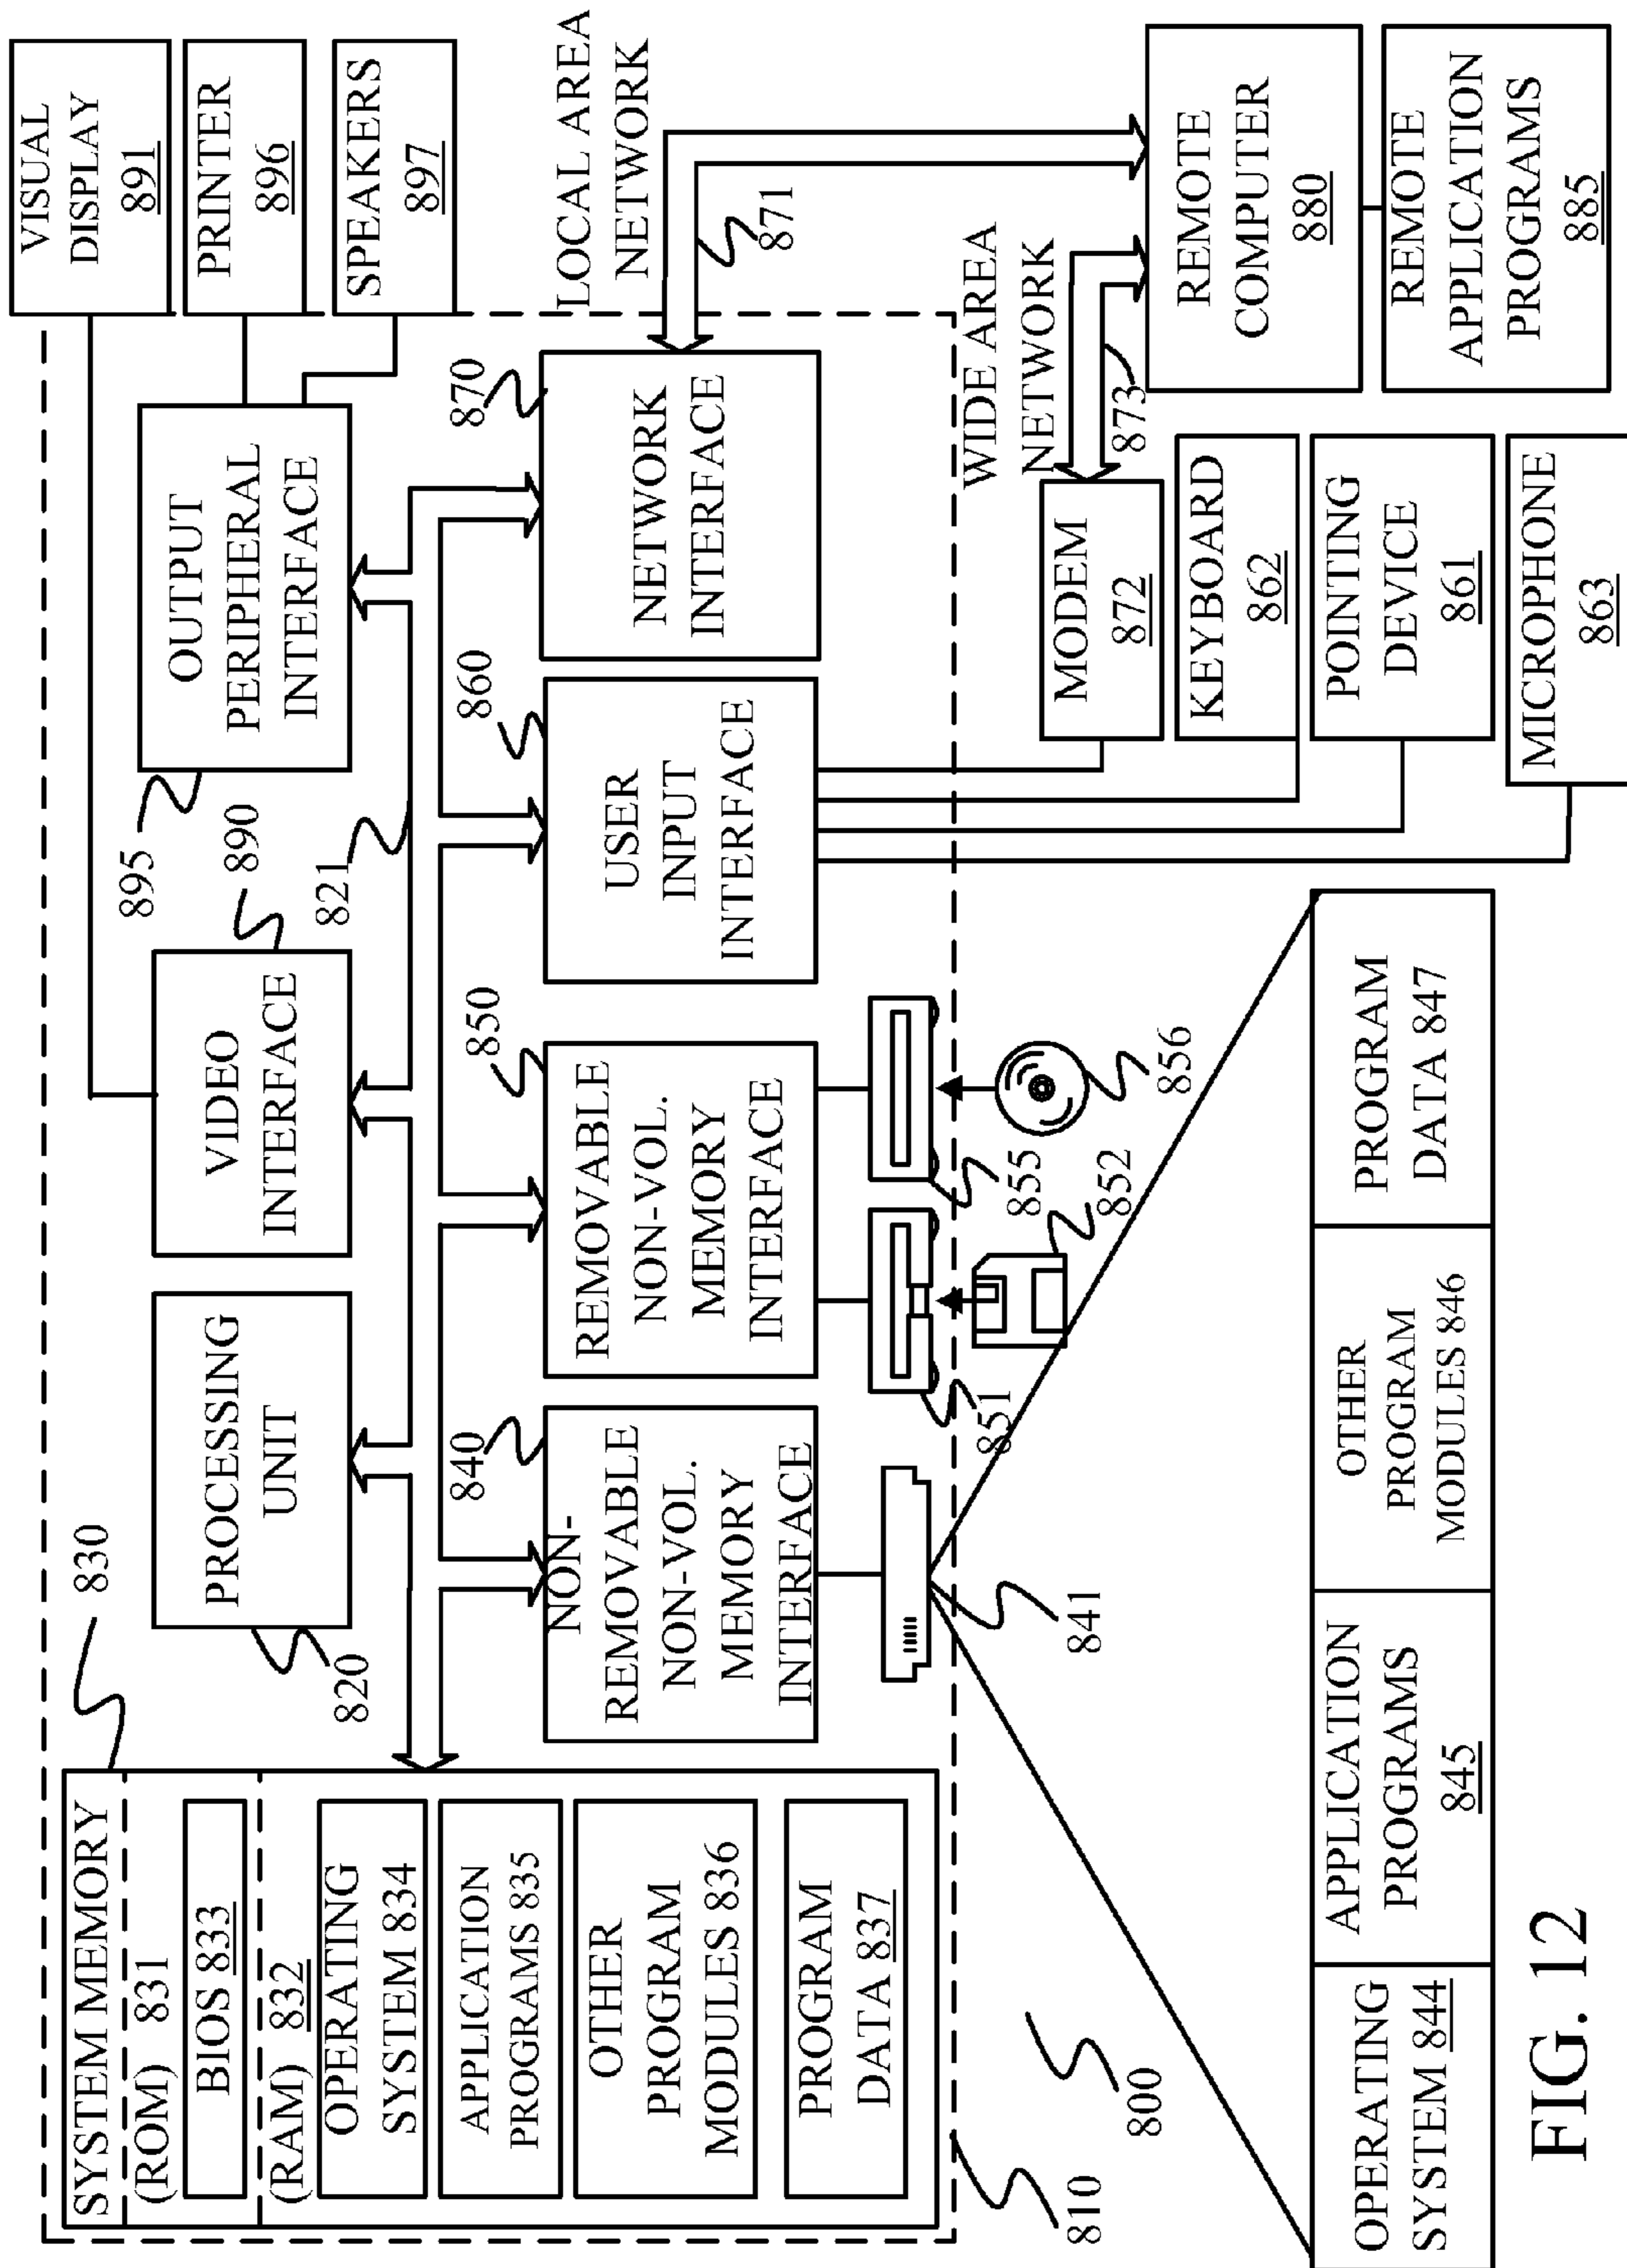 SYSTEM MEMORY
(ROM) 831
BIOS 833
(RAM) 832
OPERATING
SYSTEM 834
APPLICATION
PROGRAMS 835
OTHER
PROGRAM
MODULES 836
PROGRAM
DATA 837
830
PROCESSING
UNIT
820
VIDEO
INTERFACE
890
OUTPUT
PERIPHERAL
INTERFACE
895
821
VISUAL
DISPLAY
891
PRINTER
896
SPEAKERS
897
NON-
REMOVABLE
NON-VOL.
MEMORY
INTERFACE
840
REMOVABLE
NON-VOL.
MEMORY
INTERFACE
850
USER
INPUT
INTERFACE
860
NETWORK
INTERFACE
870
LOCAL AREA
NETWORK
871
841
851
852
855
856
WIDE AREA
NETWORK
873
MODEM
872
KEYBOARD
862
POINTING
DEVICE
861
MICROPHONE
863
REMOTE
COMPUTER
880
REMOTE
APPLICATION
PROGRAMS
885
810
800
OPERATING
SYSTEM 844
APPLICATION
PROGRAMS
845
OTHER
PROGRAM
MODULES 846
PROGRAM
DATA 847
FIG. 12